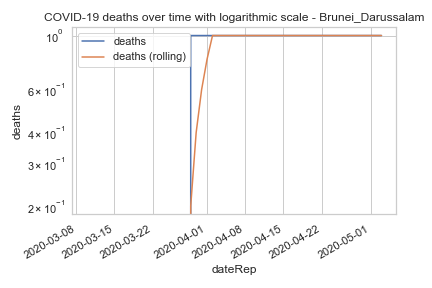 COVID-19 deaths over time with logarithmic scale - Brunei_Darussalam
deaths
deaths (rolling)
10⁰
6 × 10⁻¹
4 × 10⁻¹
3 × 10⁻¹
2 × 10⁻¹
deaths
2020-03-08
2020-03-15
2020-03-22
2020-04-01
2020-04-08
2020-04-15
2020-04-22
2020-05-01
dateRep